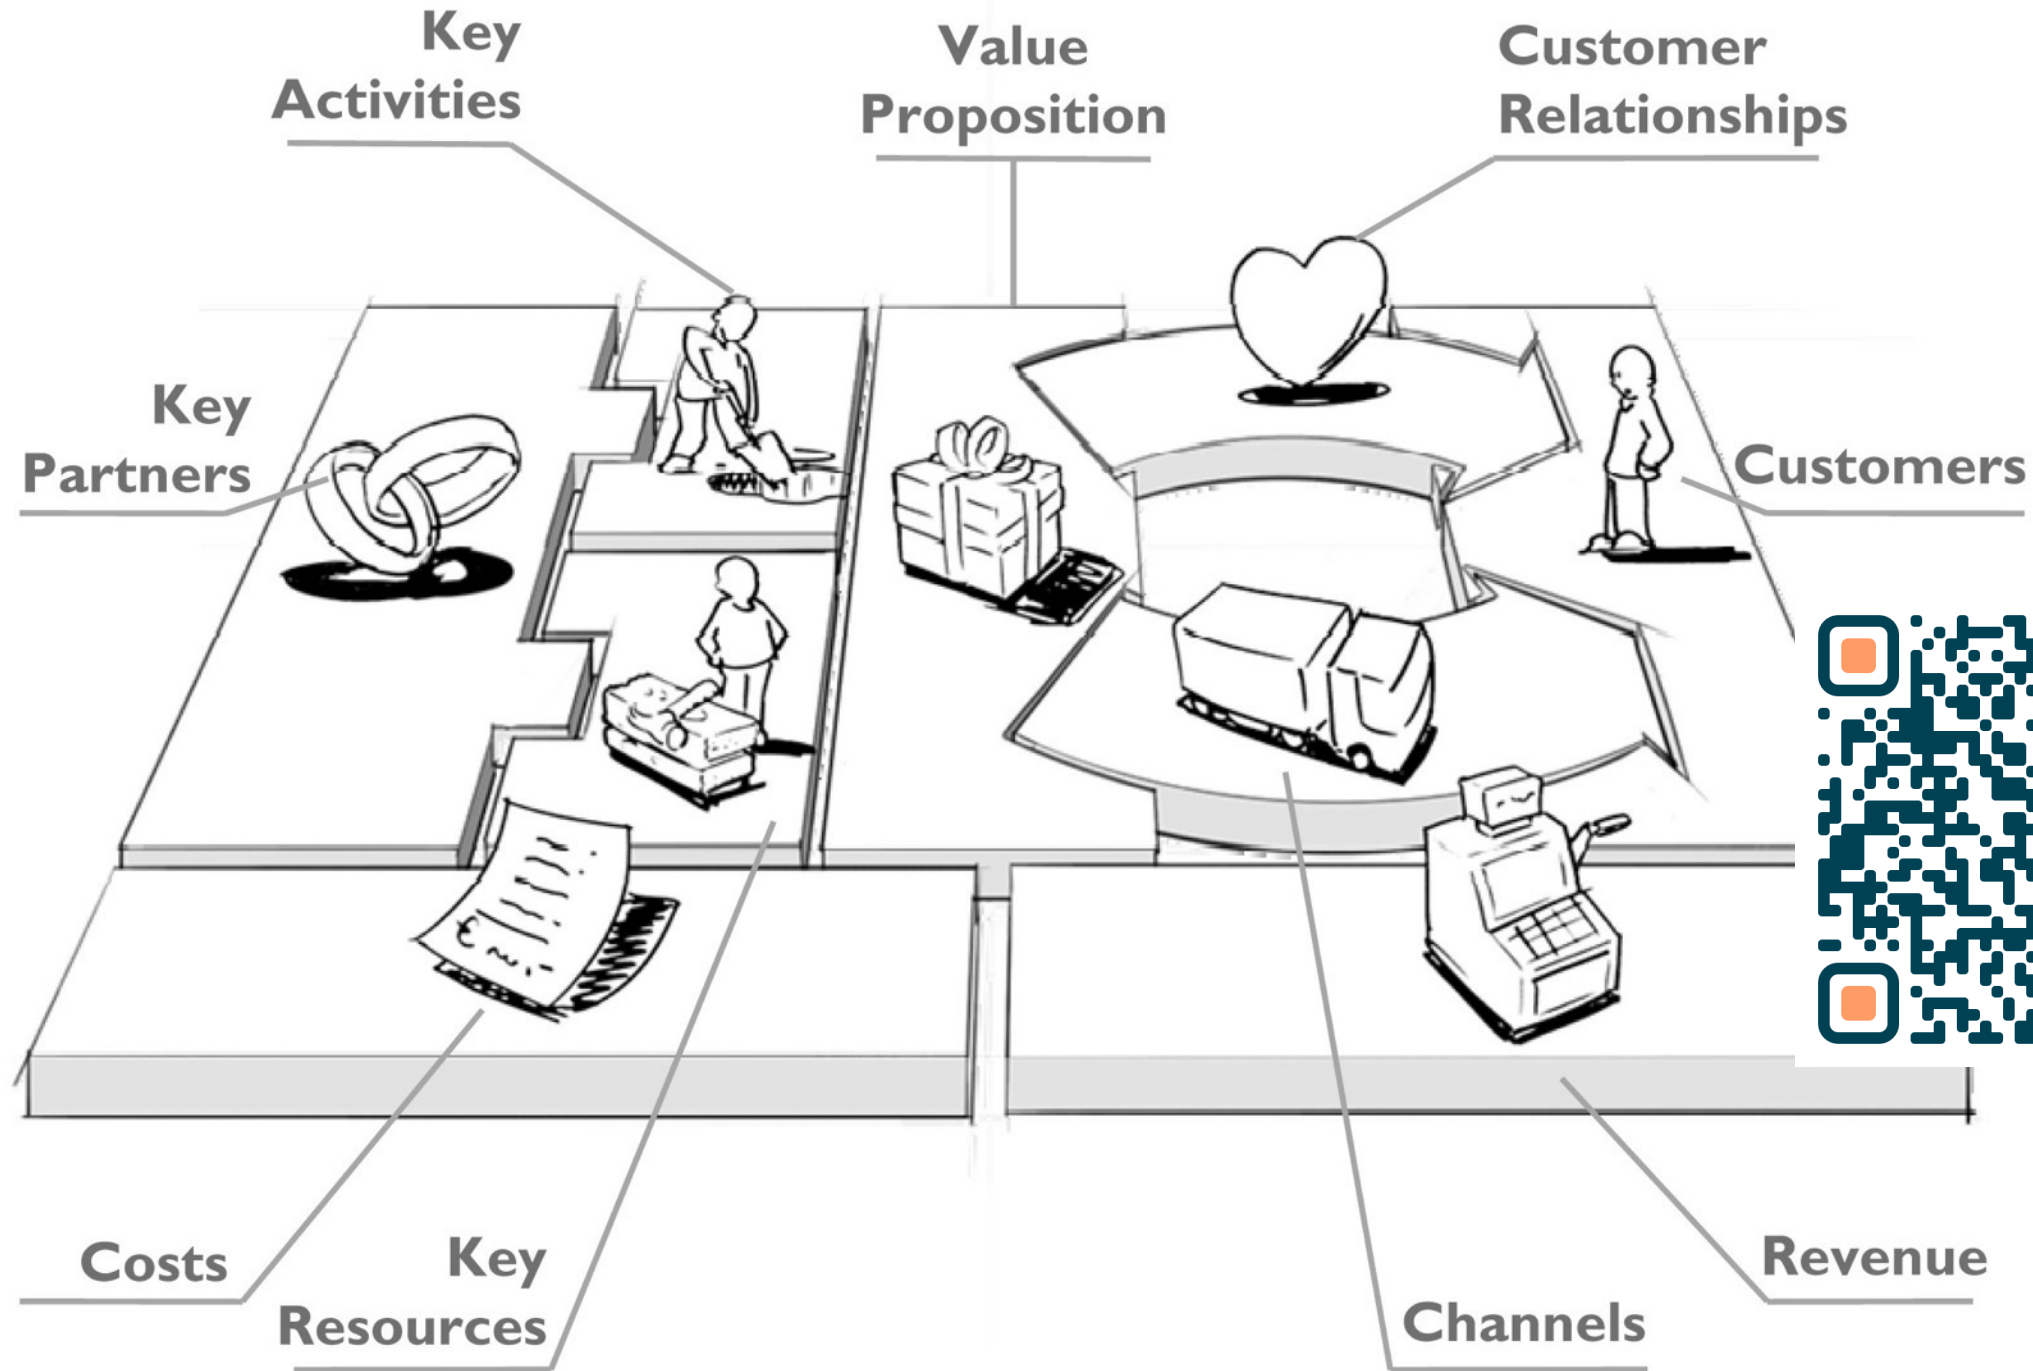 Key
Activities
Value
Proposition
Customer
Relationships
Key
Partners
Customers
€
Costs
Key
Resources
Channels
Revenue